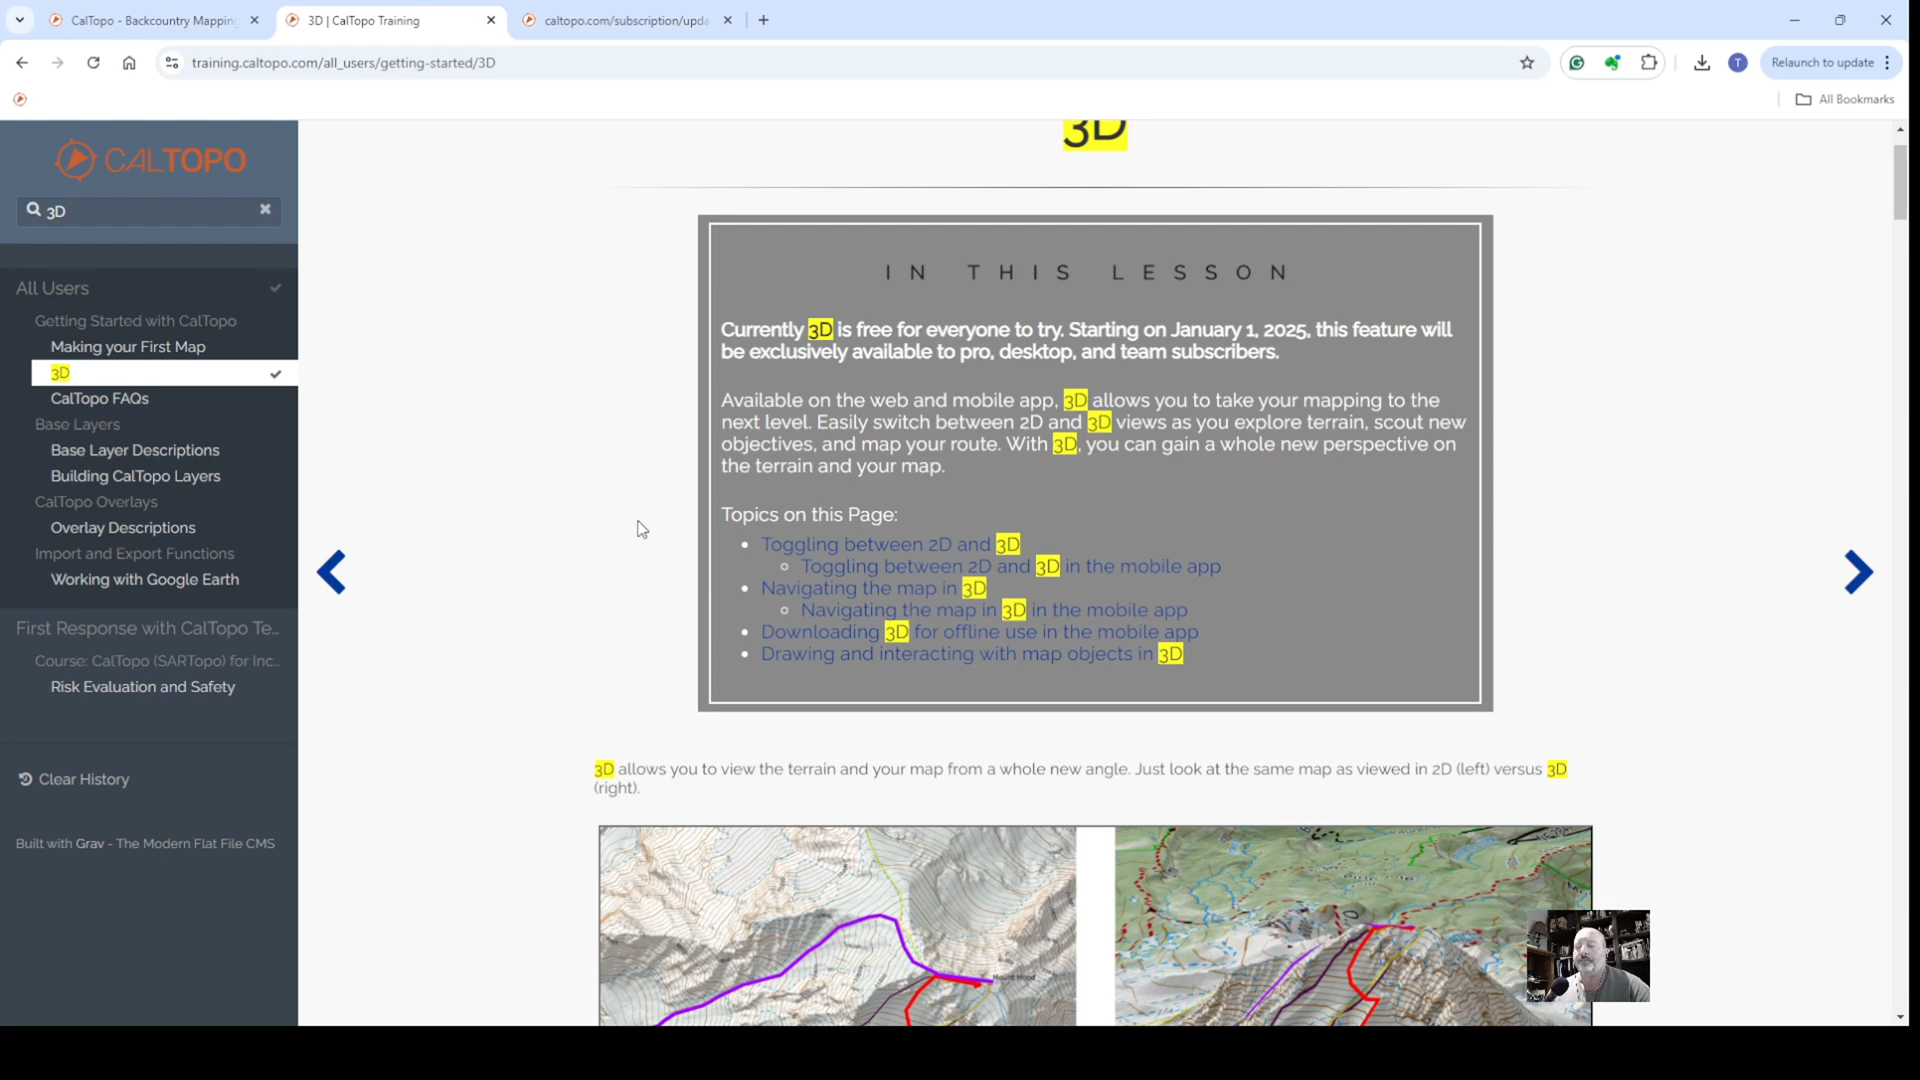 CalTopo - Backcountry Mapping
3D | CalTopo Training
caltopo.com/subscription/upda
training.caltopo.com/all_users/getting-started/3D
T
Relaunch to update
All Bookmarks
CALTOPO
3D
All Users
Getting Started with CalTopo
Making your First Map
3D
CalTopo FAQs
Base Layers
Base Layer Descriptions
Building CalTopo Layers
CalTopo Overlays
Overlay Descriptions
Import and Export Functions
Working with Google Earth
First Response with CalTopo Te...
Course: CalTopo (SARTopo) for Inc...
Risk Evaluation and Safety
Clear History
Built with Grav - The Modern Flat File CMS
3D
IN THIS LESSON
Currently 3D is free for everyone to try. Starting on January 1, 2025, this feature will
be exclusively available to pro, desktop, and team subscribers.
Available on the web and mobile app, 3D allows you to take your mapping to the
next level. Easily switch between 2D and 3D views as you explore terrain, scout new
objectives, and map your route. With 3D, you can gain a whole new perspective on
the terrain and your map.
Topics on this Page:
Toggling between 2D and 3D
Toggling between 2D and 3D in the mobile app
Navigating the map in 3D
Navigating the map in 3D in the mobile app
Downloading 3D for offline use in the mobile app
Drawing and interacting with map objects in 3D
3D allows you to view the terrain and your map from a whole new angle. Just look at the same map as viewed in 2D (left) versus 3D
(right).
Mount Hood